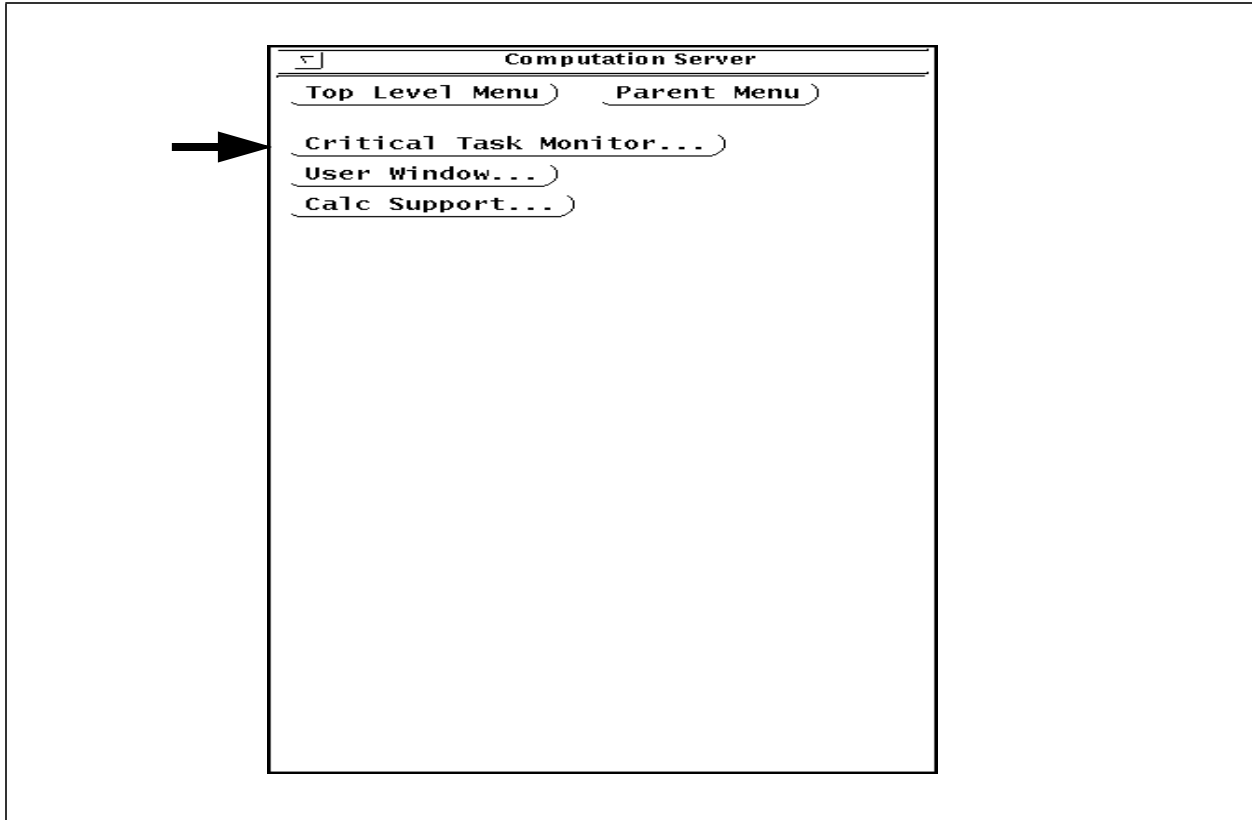 Computation Server
Top Level Menu Parent Menu
Critical Task Monitor...
User Window...
Calc Support...